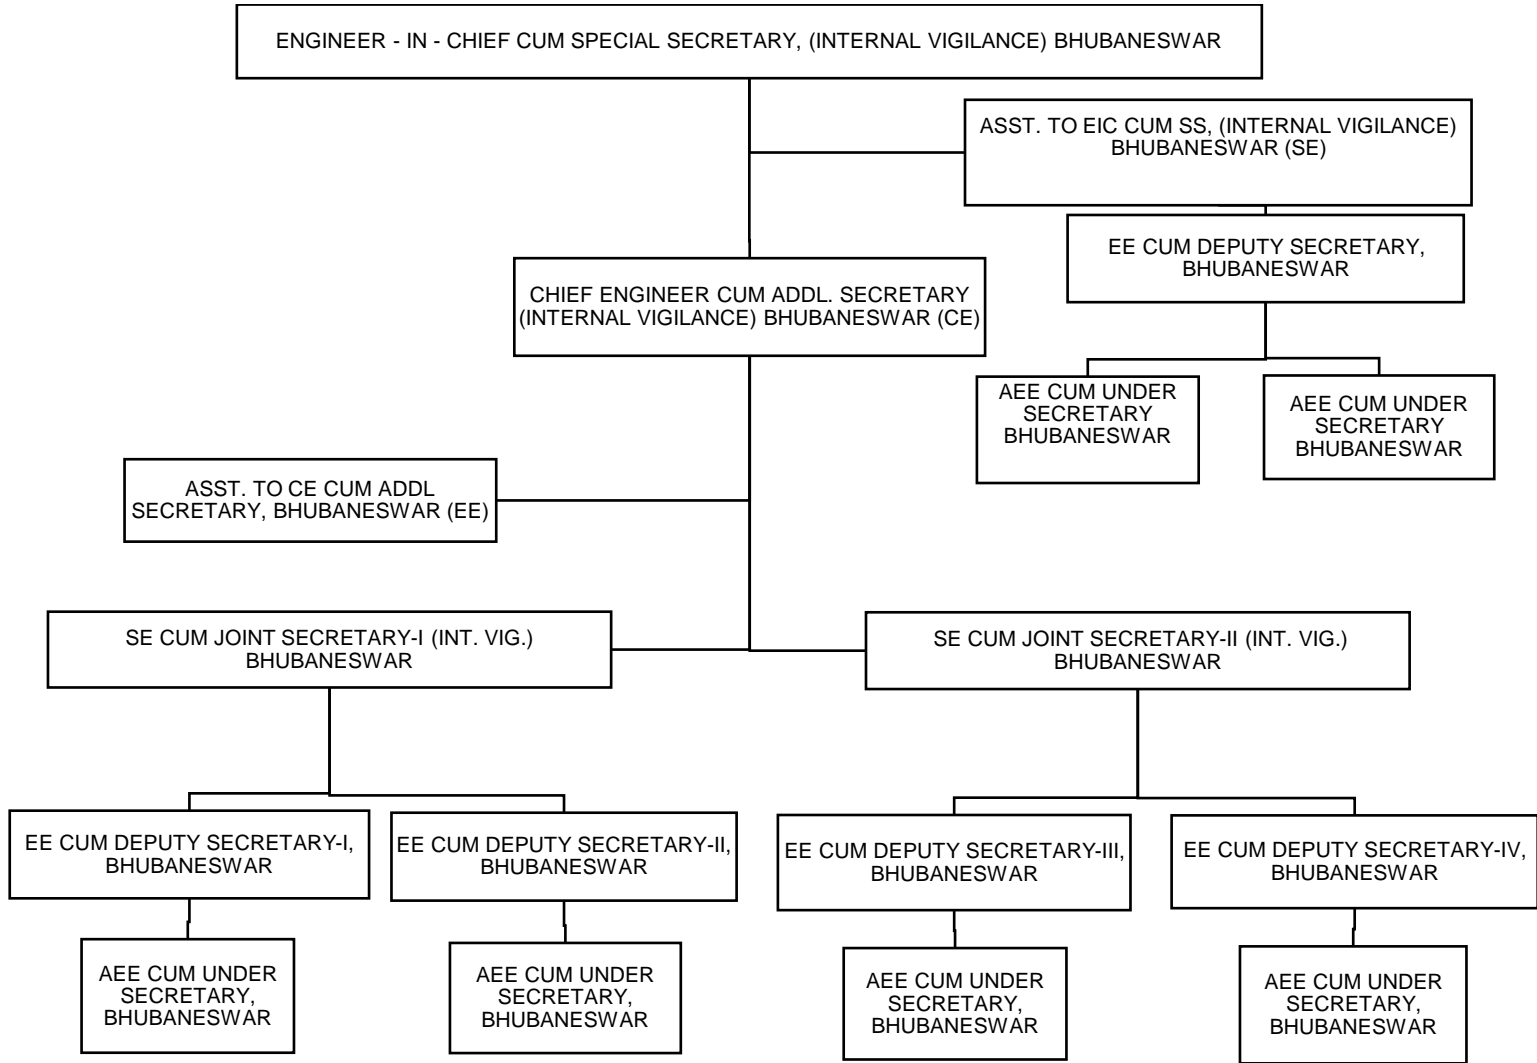 ENGINEER - IN - CHIEF CUM SPECIAL SECRETARY, (INTERNAL VIGILANCE) BHUBANESWAR
ASST. TO EIC CUM SS, (INTERNAL VIGILANCE)
BHUBANESWAR (SE)
EE CUM DEPUTY SECRETARY,
BHUBANESWAR
CHIEF ENGINEER CUM ADDL. SECRETARY
(INTERNAL VIGILANCE) BHUBANESWAR (CE)
AEE CUM UNDER
SECRETARY
BHUBANESWAR
AEE CUM UNDER
SECRETARY
BHUBANESWAR
ASST. TO CE CUM ADDL
SECRETARY, BHUBANESWAR (EE)
SE CUM JOINT SECRETARY-I (INT. VIG.)
BHUBANESWAR
SE CUM JOINT SECRETARY-II (INT. VIG.)
BHUBANESWAR
EE CUM DEPUTY SECRETARY-I,
BHUBANESWAR
EE CUM DEPUTY SECRETARY-II,
BHUBANESWAR
EE CUM DEPUTY SECRETARY-III,
BHUBANESWAR
EE CUM DEPUTY SECRETARY-IV,
BHUBANESWAR
AEE CUM UNDER
SECRETARY,
BHUBANESWAR
AEE CUM UNDER
SECRETARY,
BHUBANESWAR
AEE CUM UNDER
SECRETARY,
BHUBANESWAR
AEE CUM UNDER
SECRETARY,
BHUBANESWAR